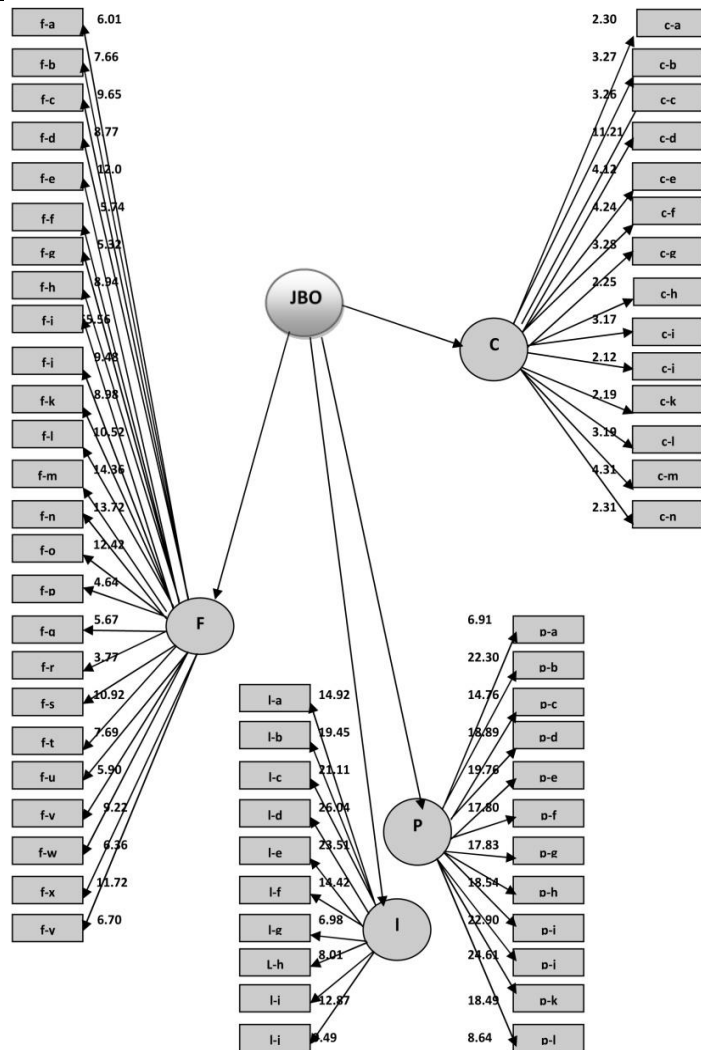 f-a 6.01
f-b 7.66
f-c 9.65
f-d 8.77
f-e 12.0
f-f 5.74
f-g 5.32
f-h 8.94
f-i
f-j 9.48
f-k 8.98
f-l 10.52
f-m 14.36
f-n 13.72
f-o 12.42
f-p 4.64
f-q 5.67
f-r 3.77
f-s 10.92
f-t 7.69
f-u 5.90
f-v 9.22
f-w 6.36
f-x 11.72
f-y 6.70
JBO
F
C
2.30 c-a
3.27 c-b
3.26 c-c
11.21 c-d
4.12 c-e
4.24 c-f
3.28 c-g
2.25 c-h
3.17 c-i
2.12 c-j
2.19 c-k
3.19 c-l
4.31 c-m
2.31 c-n
l-a 14.92
l-b 19.45
l-c 21.11
l-d 26.04
l-e 23.51
l-f 14.42
l-g 6.98
L-h 8.01
l-i 12.87
l-j
l
P
6.91 p-a
22.30 p-b
14.76 p-c
18.89 p-d
19.76 p-e
17.80 p-f
17.83 p-g
18.54 p-h
22.90 p-i
24.61 p-j
18.49 p-k
8.64 p-l